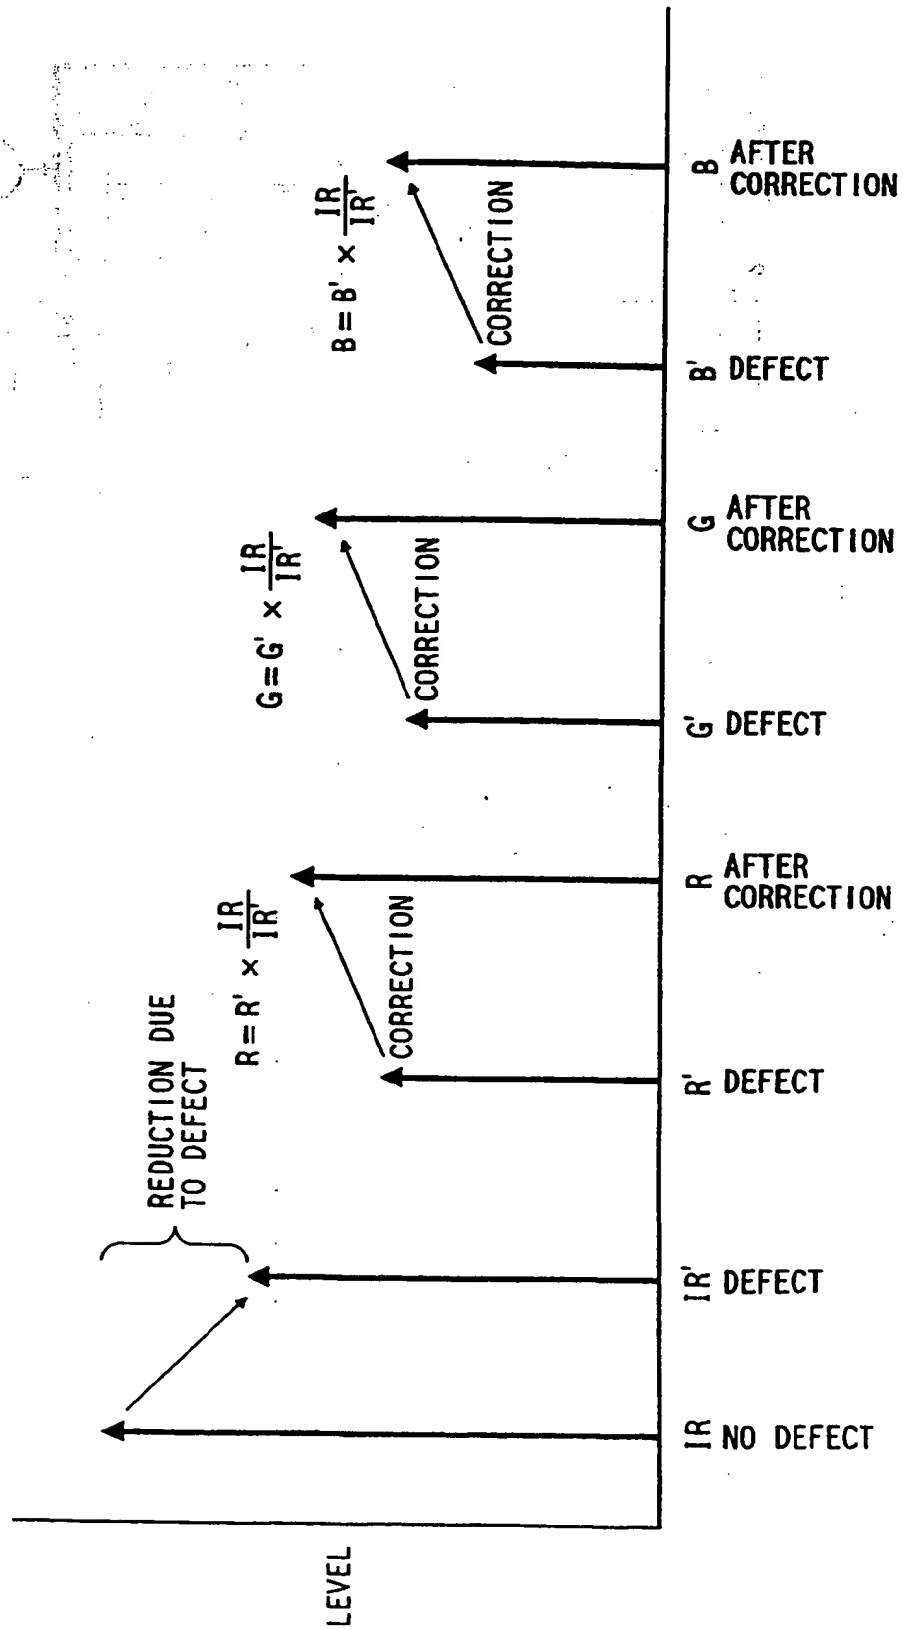 LEVEL
REDUCTION DUE
TO DEFECT
R = R' × IR/IR'
CORRECTION
G = G' × IR/IR'
CORRECTION
B = B' × IR/IR'
CORRECTION
IR
NO DEFECT
IR'
DEFECT
R'
DEFECT
R
AFTER
CORRECTION
G'
DEFECT
G
AFTER
CORRECTION
B'
DEFECT
B
AFTER
CORRECTION